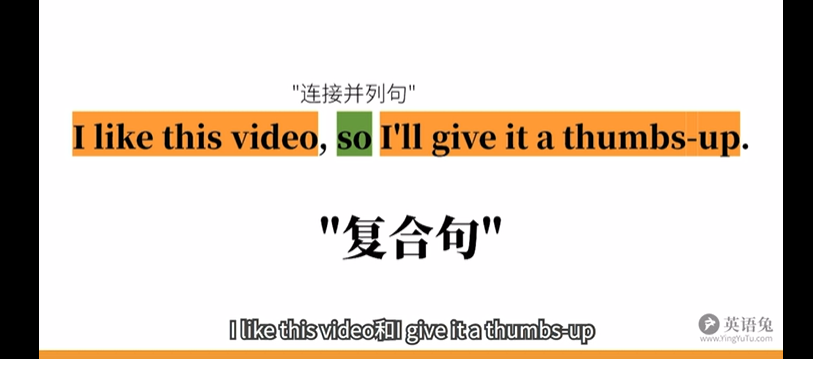 "连接并列句"
I like this video, so I'll give it a thumbs-up.
"复合句"
I like this video和I give it a thumbs-up
英语兔
www.YingYuTu.com